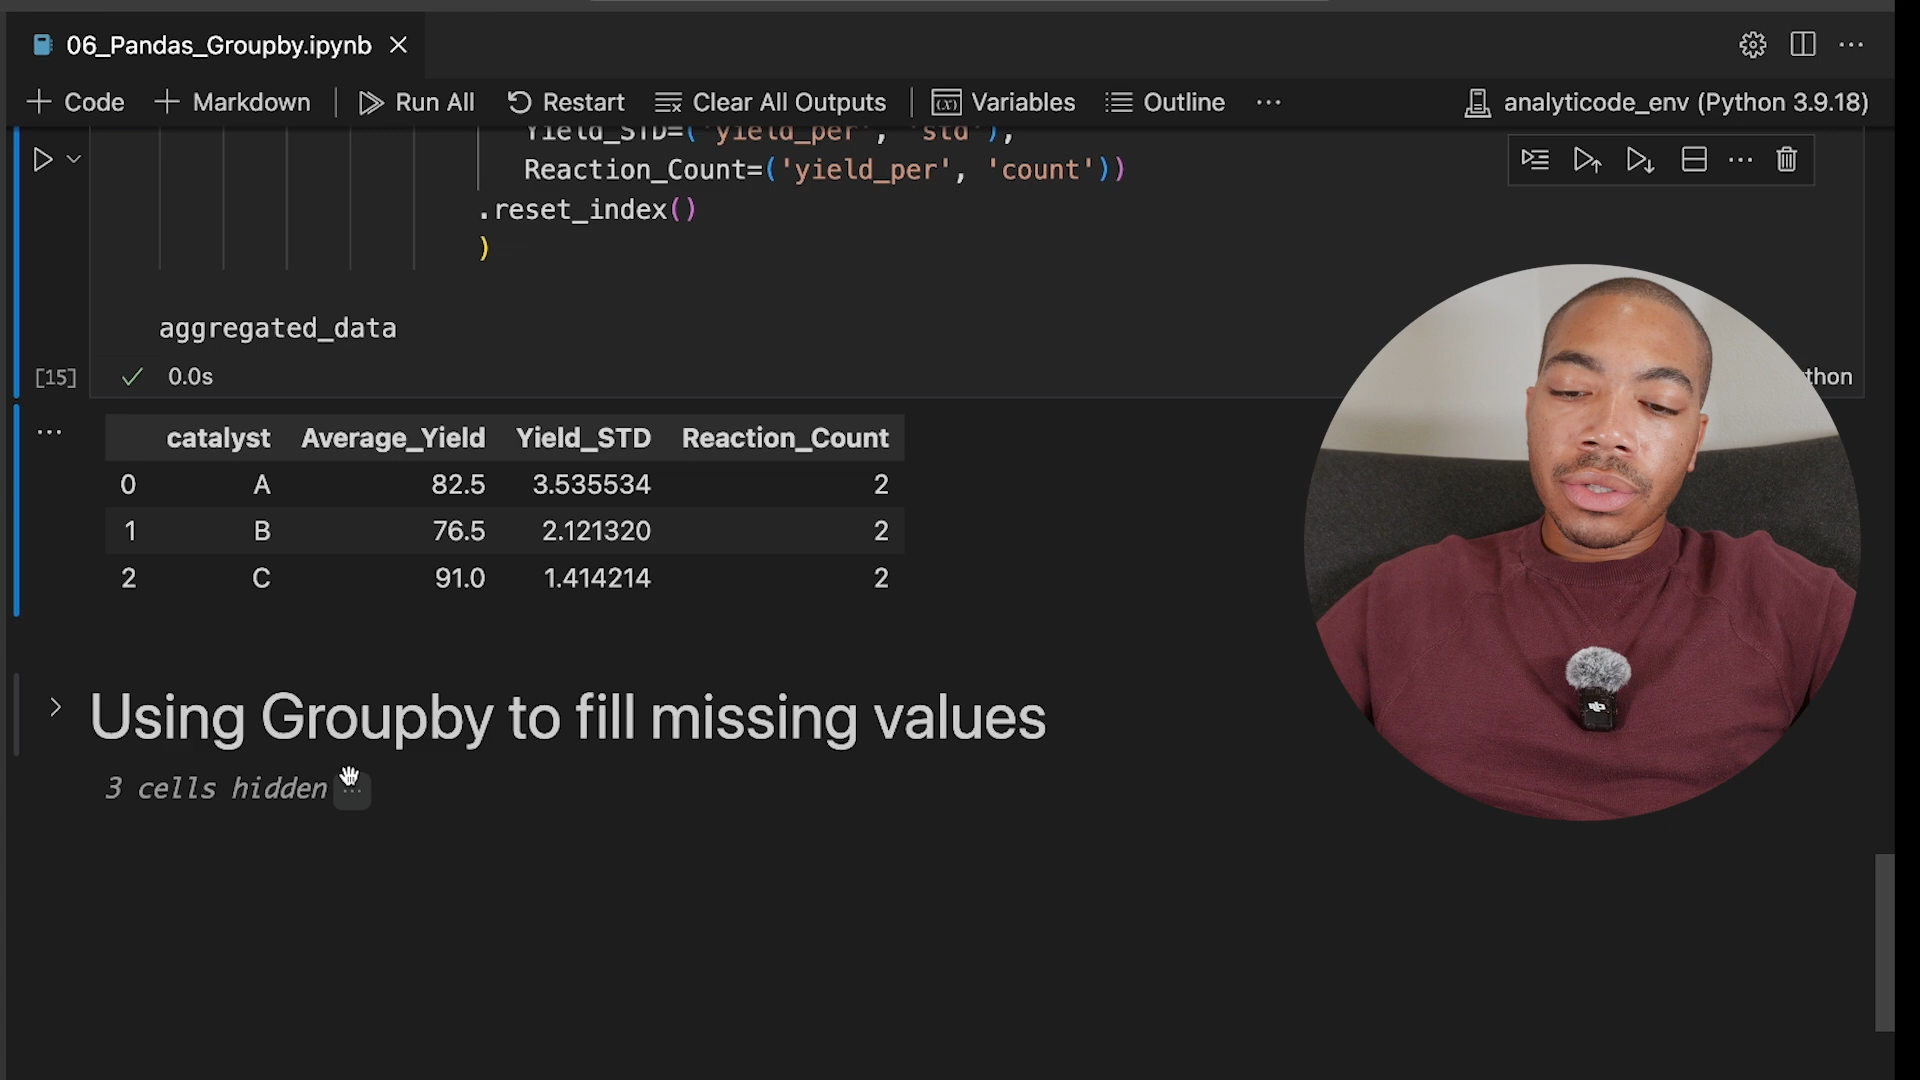 06_Pandas_Groupby.ipynb
Code Markdown Run All Restart Clear All Outputs Variables Outline ... analyticode_env (Python 3.9.18)
Yield_STD=('yield_per', 'std'),
Reaction_Count=('yield_per', 'count'))
.reset_index()
)
aggregated_data
[15] 0.0s thon
catalyst Average_Yield Yield_STD Reaction_Count
0 A 82.5 3.535534 2
1 B 76.5 2.121320 2
2 C 91.0 1.414214 2
Using Groupby to fill missing values
3 cells hidden ...